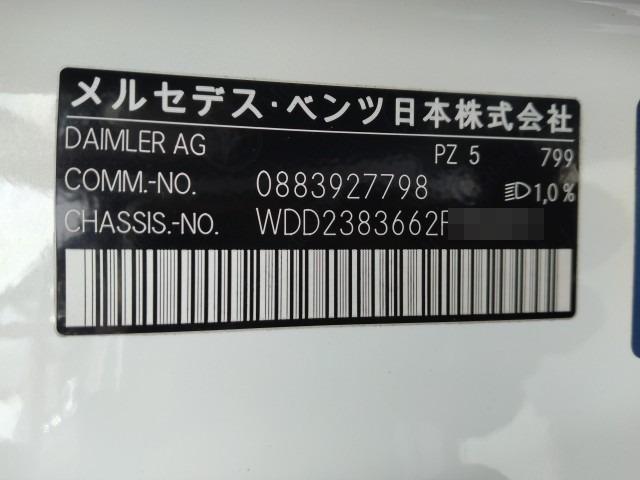 メルセデス・ベンツ日本株式会社
DAIMLER AG PZ 5 799
COMM.-NO. 0883927798 1,0%
CHASSIS.-NO. WDD2383662F